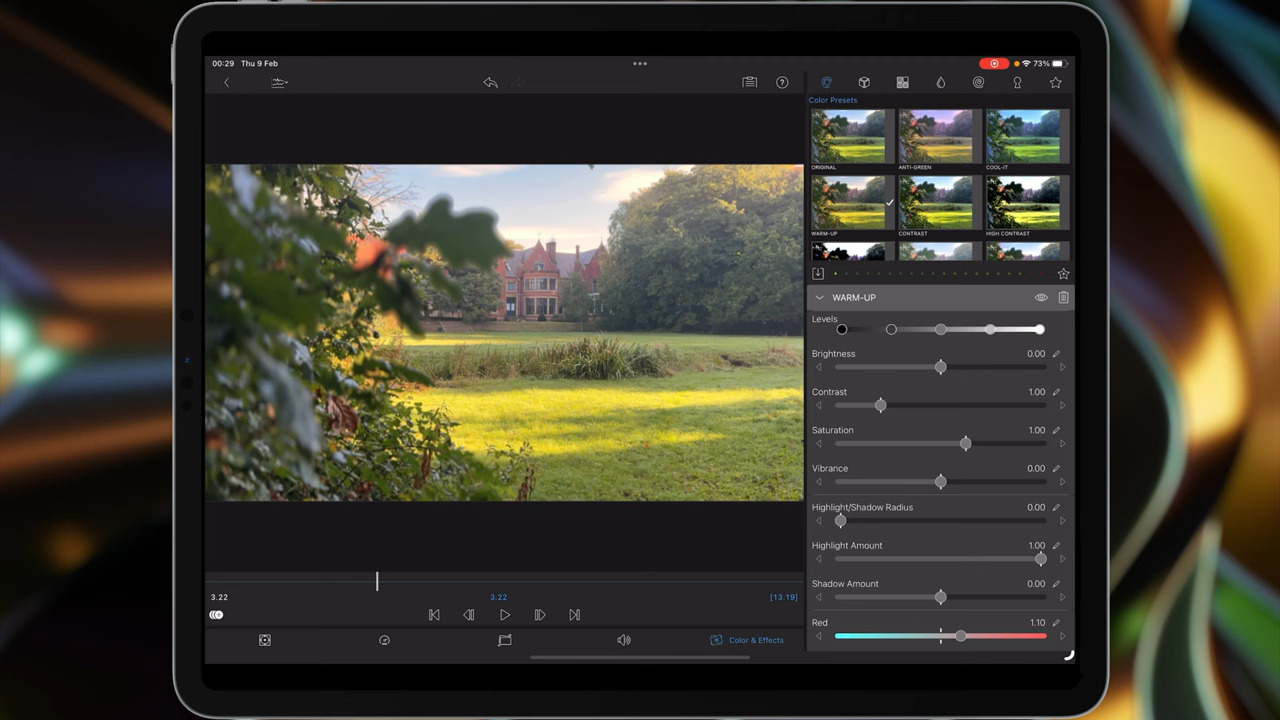 00:29 Thu 9 Feb
73%
Color Presets
ORIGINAL
ANTI-GREEN
COOL-IT
WARM-UP
CONTRAST
HIGH CONTRAST
WARM-UP
Levels
Brightness 0.00
Contrast 1.00
Saturation 1.00
Vibrance 0.00
Highlight/Shadow Radius 0.00
Highlight Amount 1.00
Shadow Amount 0.00
Red 1.10
3.22
3.22
[13.19]
Color & Effects